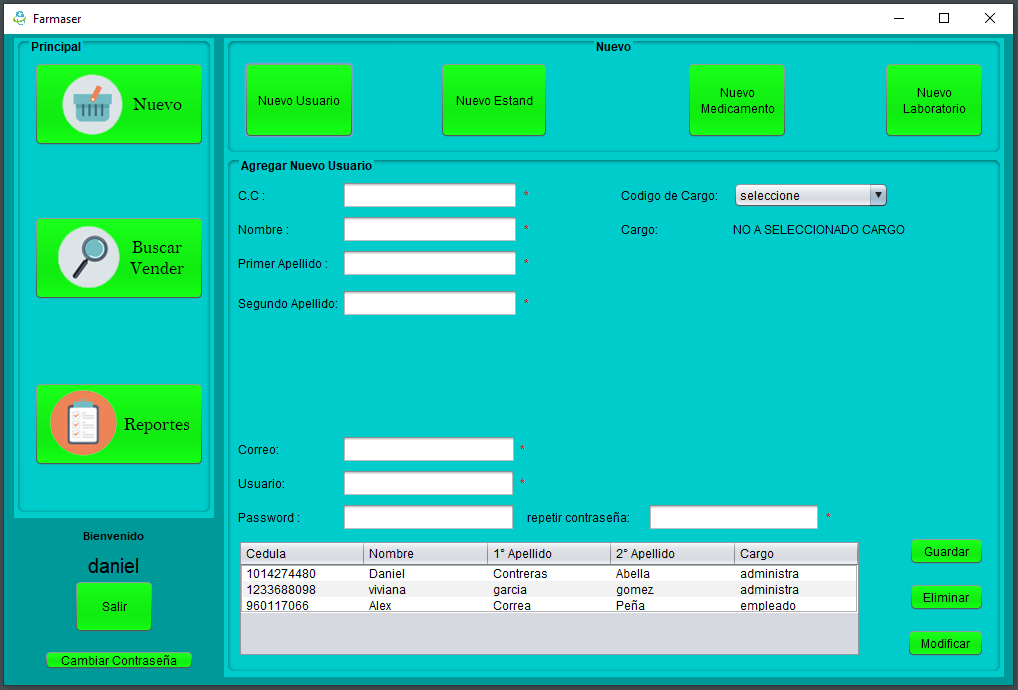 Farmaser
Principal
Nuevo
Buscar
Vender
Reportes
Bienvenido
daniel
Salir
Cambiar Contraseña
Nuevo
Nuevo Usuario
Nuevo Estand
Nuevo
Medicamento
Nuevo
Laboratorio
Agregar Nuevo Usuario
C.C : * Codigo de Cargo: seleccione
Nombre : * Cargo: NO A SELECCIONADO CARGO
Primer Apellido : *
Segundo Apellido: *
Correo: *
Usuario: *
Password : repetir contraseña: *
Cedula Nombre 1° Apellido 2° Apellido Cargo
1014274480 Daniel Contreras Abella administra
1233688098 viviana garcia gomez administra
960117066 Alex Correa Peña empleado
Guardar
Eliminar
Modificar